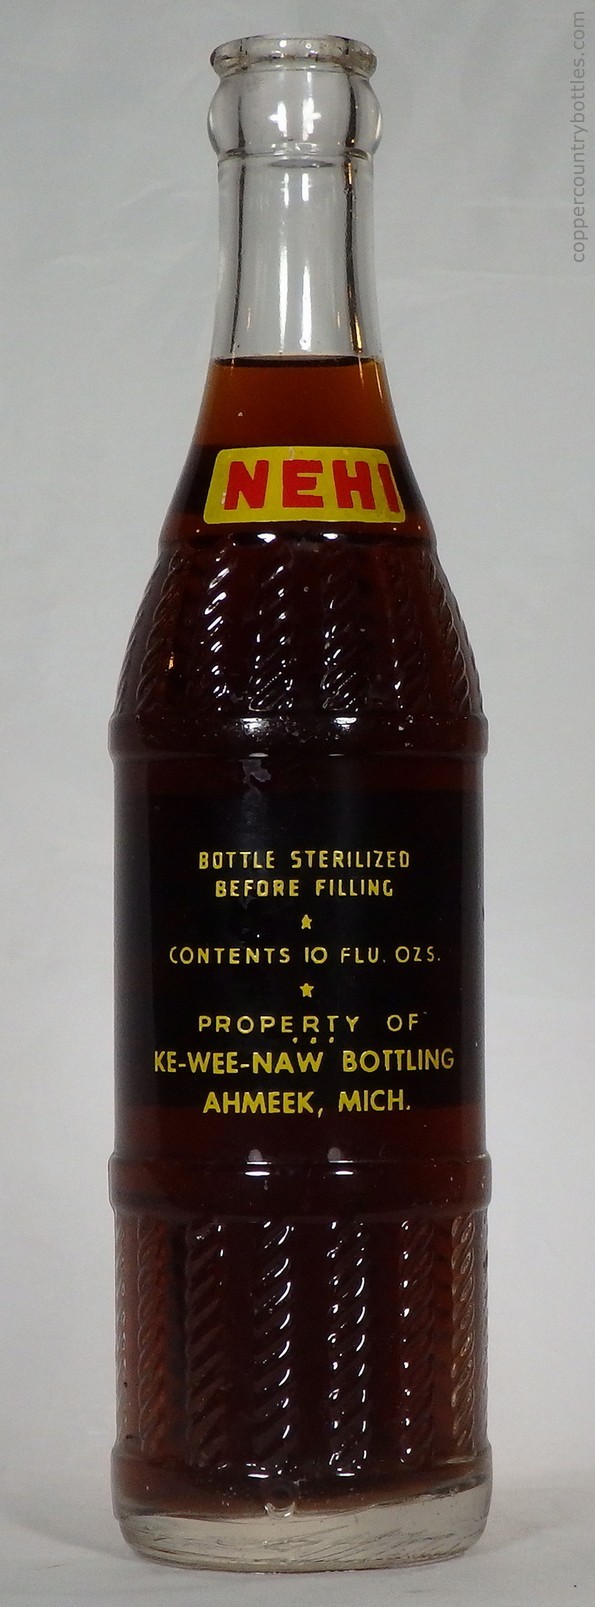 coppercountrybottles.com
NEHI
BOTTLE STERILIZED
BEFORE FILLING
CONTENTS 10 FLU. OZS.
PROPERTY OF
KE-WEE-NAW BOTTLING
AHMEEK, MICH.